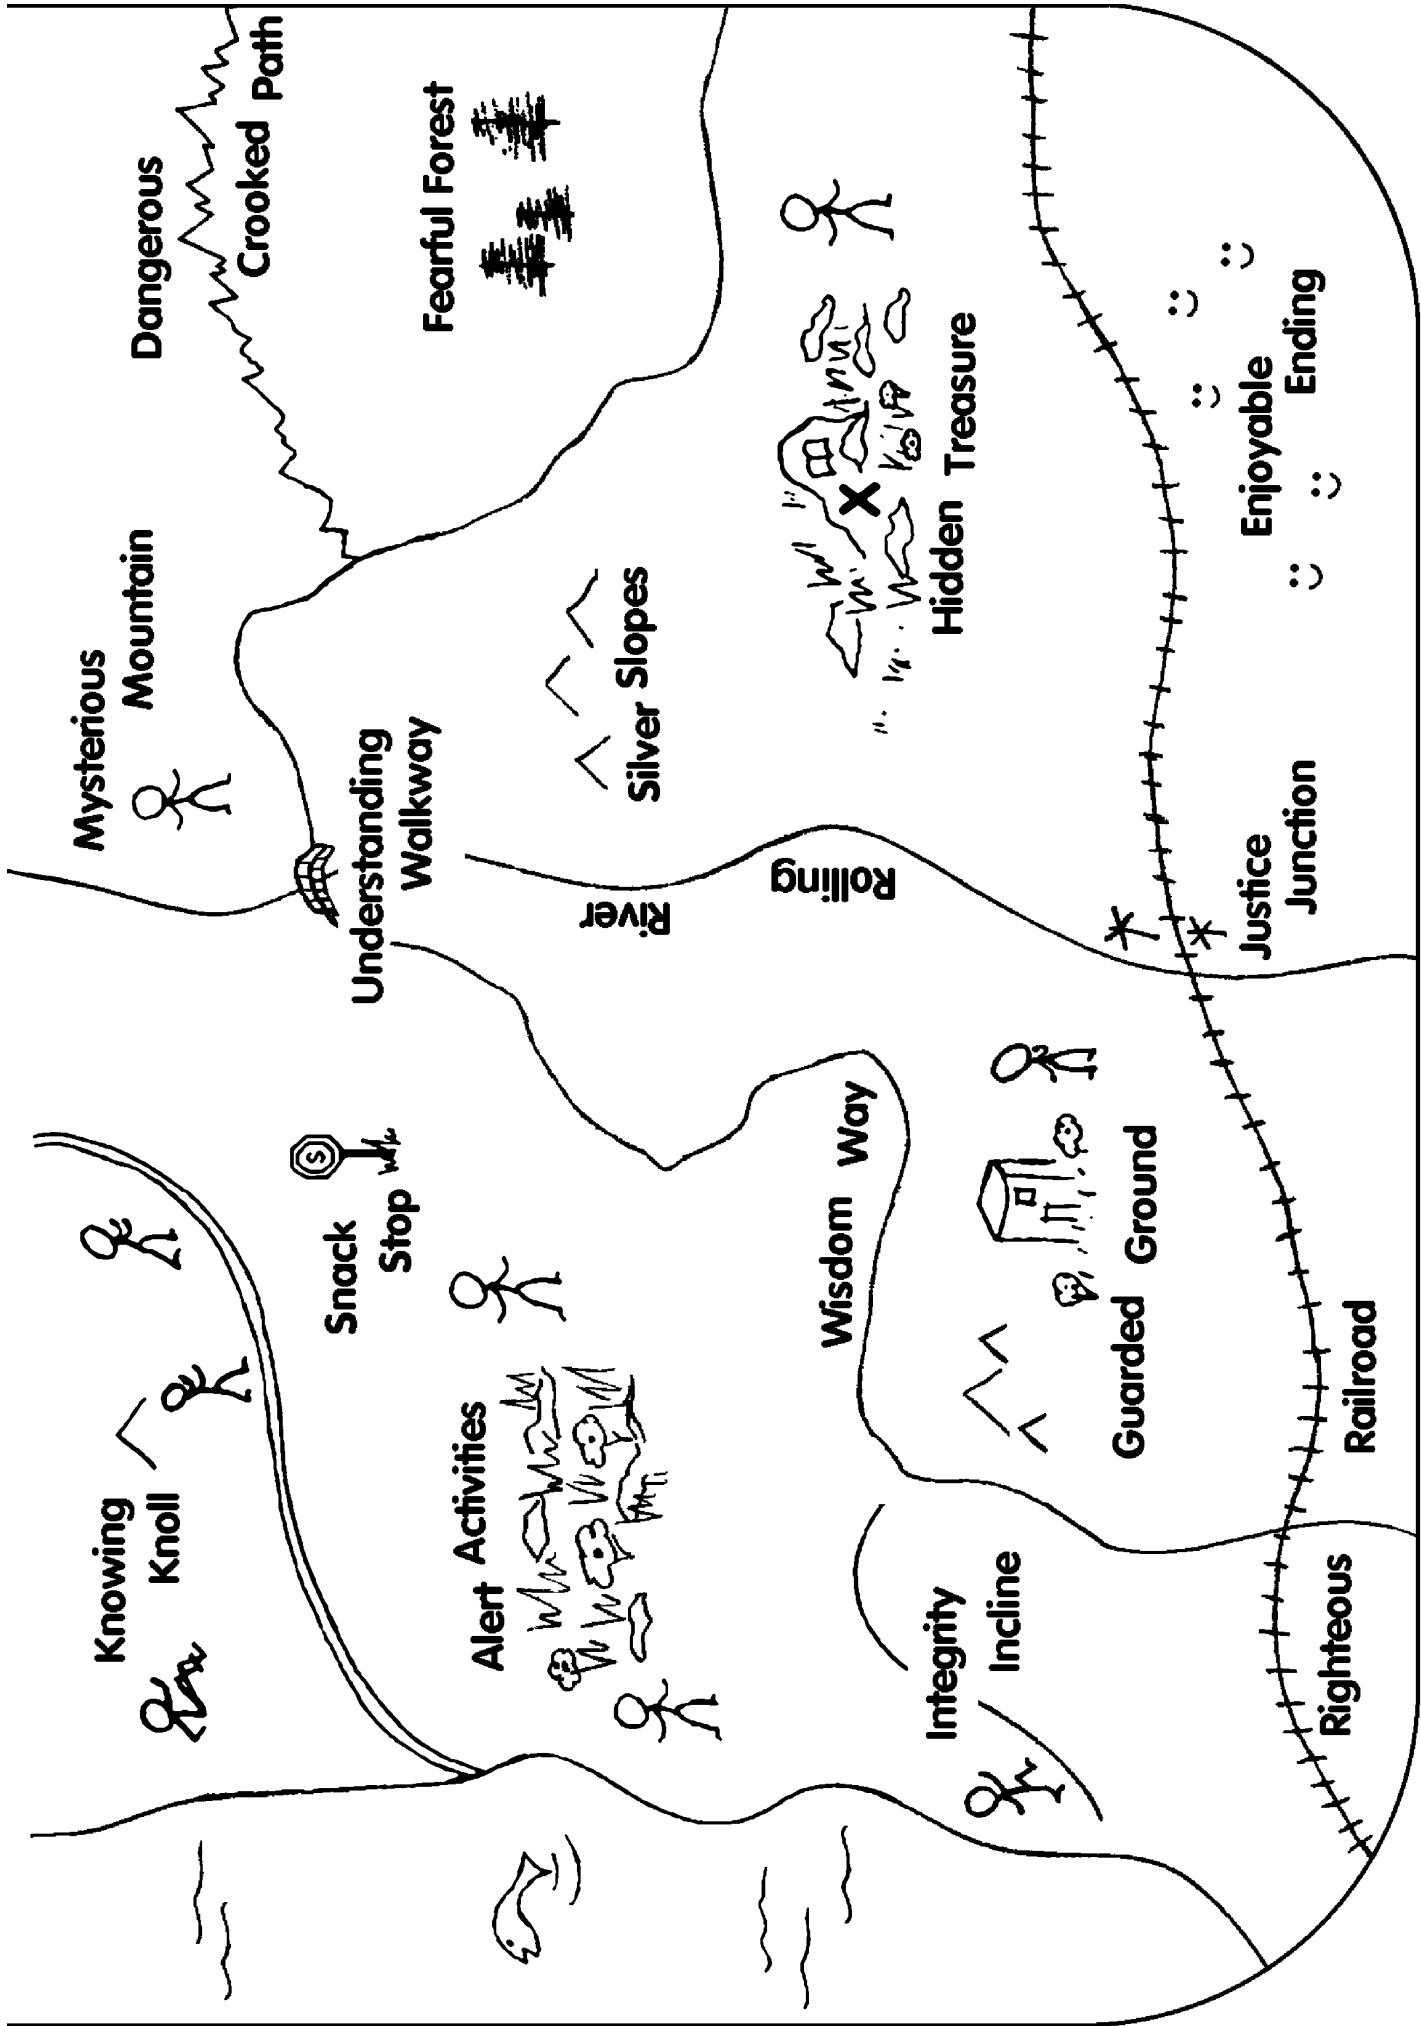 Knowing
Knoll
Mysterious
Mountain
Dangerous
Crooked Path
Snack
Stop
S
Understanding
Walkway
Fearful Forest
Alert Activities
River
Silver Slopes
Rolling
Wisdom Way
Integrity
Incline
Hidden Treasure
X
Guarded Ground
Justice
Junction
Enjoyable
Ending
Righteous Railroad